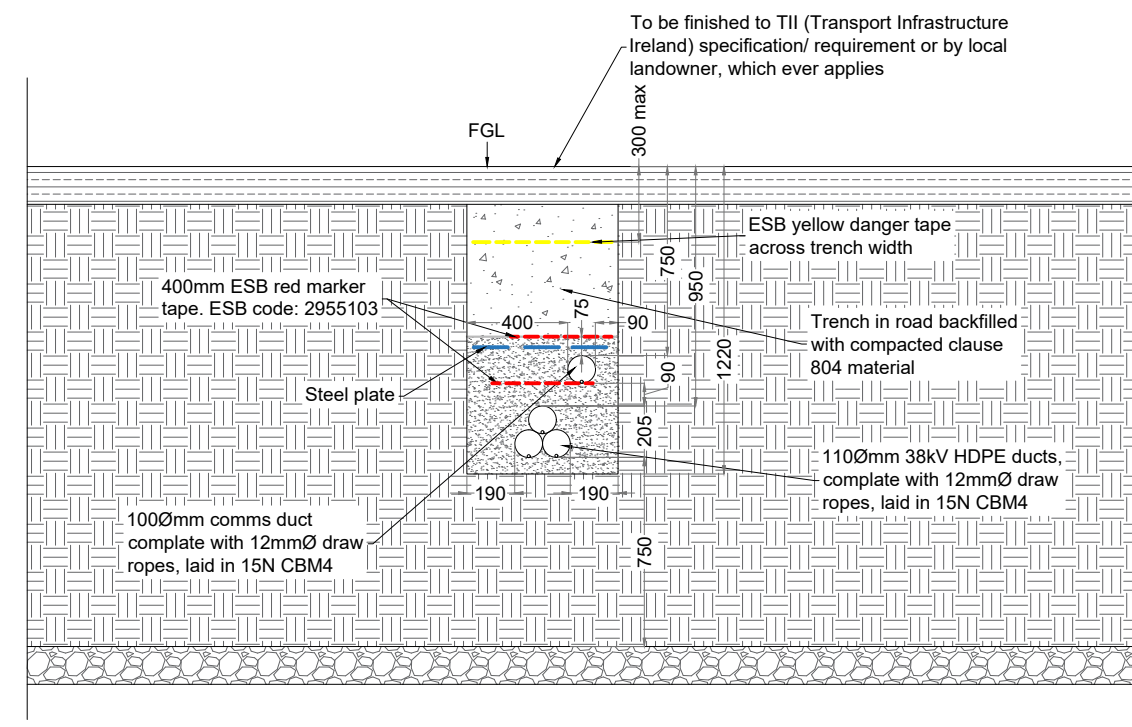 To be finished to TII (Transport Infrastructure
Ireland) specification/ requirement or by local
landowner, which ever applies
300 max
FGL
ESB yellow danger tape
across trench width
750
950
400mm ESB red marker
tape. ESB code: 2955103
75
400
90
Trench in road backfilled
with compacted clause
804 material
90
1220
Steel plate
205
110Ømm 38kV HDPE ducts,
complate with 12mmØ draw
ropes, laid in 15N CBM4
190
190
100Ømm comms duct
complate with 12mmØ draw
ropes, laid in 15N CBM4
750